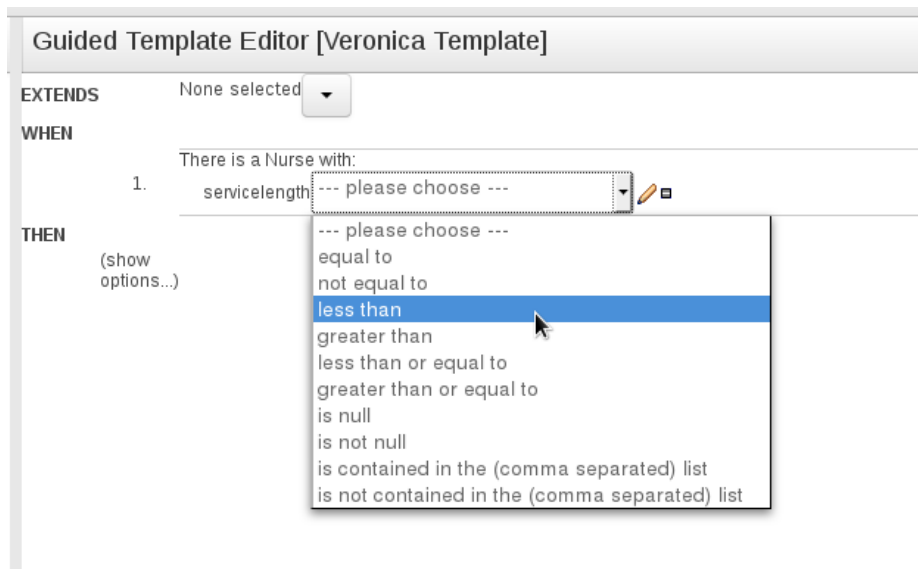 Guided Template Editor [Veronica Template]
EXTENDS None selected
WHEN
There is a Nurse with:
1. servicelength --- please choose ---
--- please choose ---
equal to
not equal to
less than
greater than
less than or equal to
greater than or equal to
is null
is not null
is contained in the (comma separated) list
is not contained in the (comma separated) list
THEN
(show
options...)